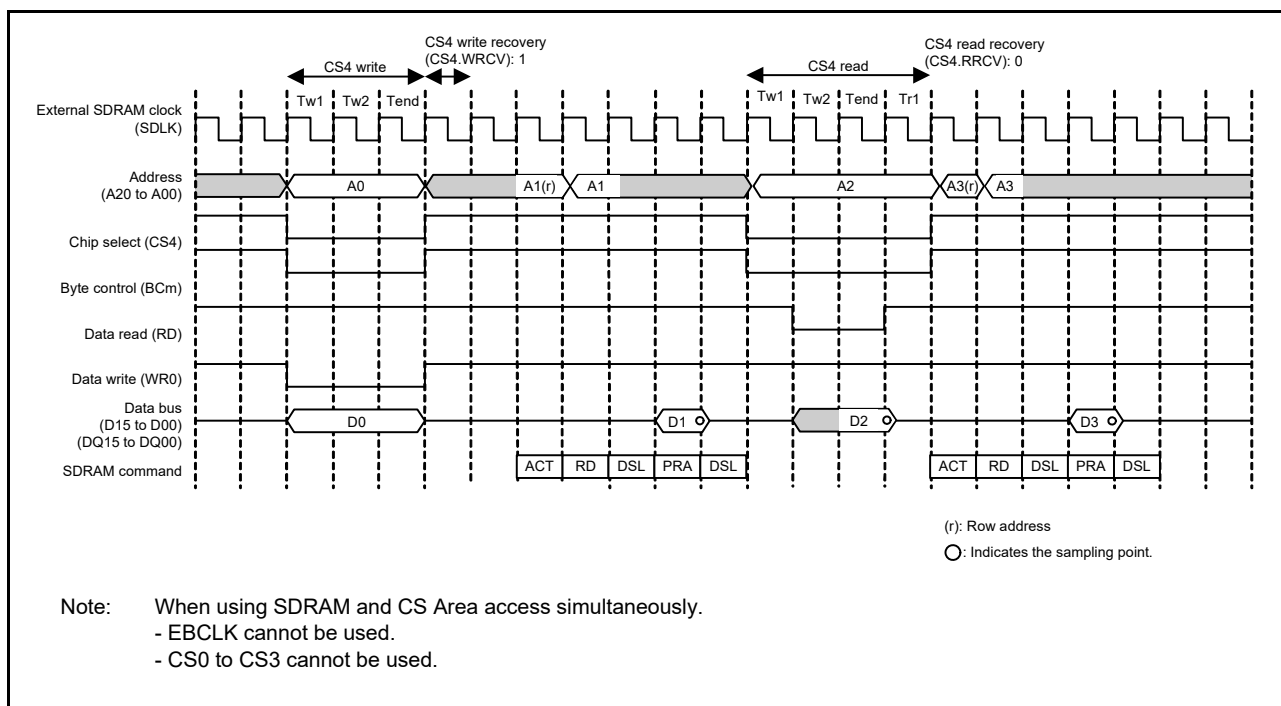 CS4 write recovery
(CS4.WRCV): 1
CS4 read recovery
(CS4.RRCV): 0
CS4 write
CS4 read
Tw1 Tw2 Tend Tw1 Tw2 Tend Tr1
External SDRAM clock
(SDLK)
Address
(A20 to A00)
A0 A1(r) A1 A2 A3(r) A3
Chip select (CS4)
Byte control (BCm)
Data read (RD)
Data write (WR0)
Data bus
(D15 to D00)
(DQ15 to DQ00)
D0 D1 D2 D3
SDRAM command
ACT RD DSL PRA DSL ACT RD DSL PRA DSL
(r): Row address
: Indicates the sampling point.
Note: When using SDRAM and CS Area access simultaneously.
- EBCLK cannot be used.
- CS0 to CS3 cannot be used.